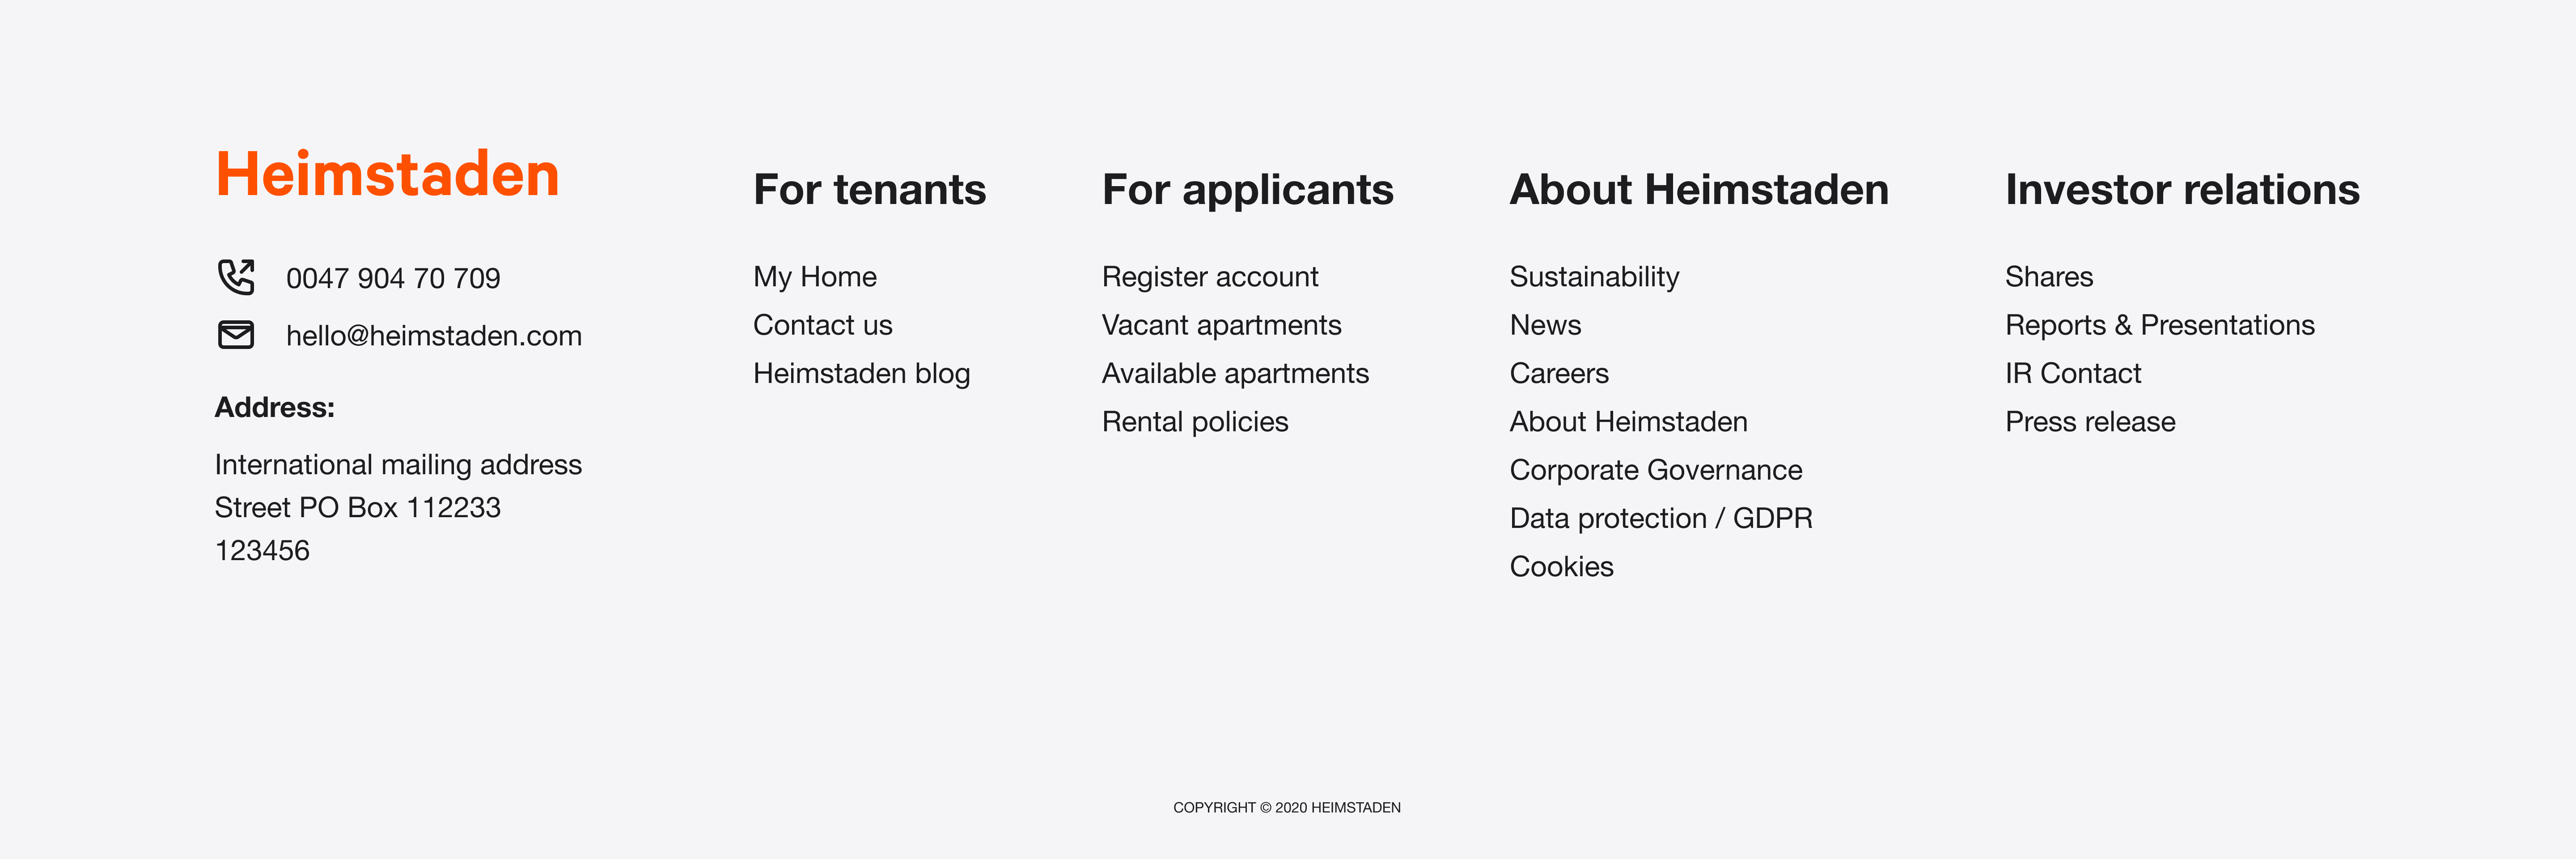 Heimstaden
0047 904 70 709
hello@heimstaden.com
Address:
International mailing address
Street PO Box 112233
123456
For tenants
My Home
Contact us
Heimstaden blog
For applicants
Register account
Vacant apartments
Available apartments
Rental policies
About Heimstaden
Sustainability
News
Careers
About Heimstaden
Corporate Governance
Data protection / GDPR
Cookies
Investor relations
Shares
Reports & Presentations
IR Contact
Press release
COPYRIGHT © 2020 HEIMSTADEN